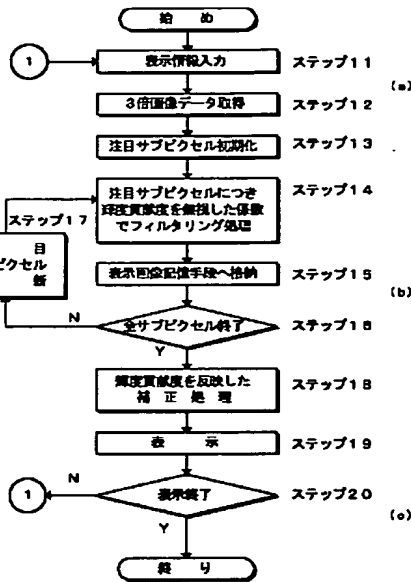 始 め
1
表示情報入力
ステップ11
(a)
3倍画像データ取得
ステップ12
注目サブピクセル初期化
ステップ13
注目サブピクセルにつき
輝度貢献度を無視した係数
でフィルタリング処理
ステップ14
ステップ17
目
ピクセル
新
表示画像記憶手段へ格納
ステップ15
(b)
N
全サブピクセル終了
ステップ16
Y
輝度貢献度を反映した
補 正 処 理
ステップ18
表 示
ステップ19
N
1
表示終了
ステップ20
(c)
Y
終 り